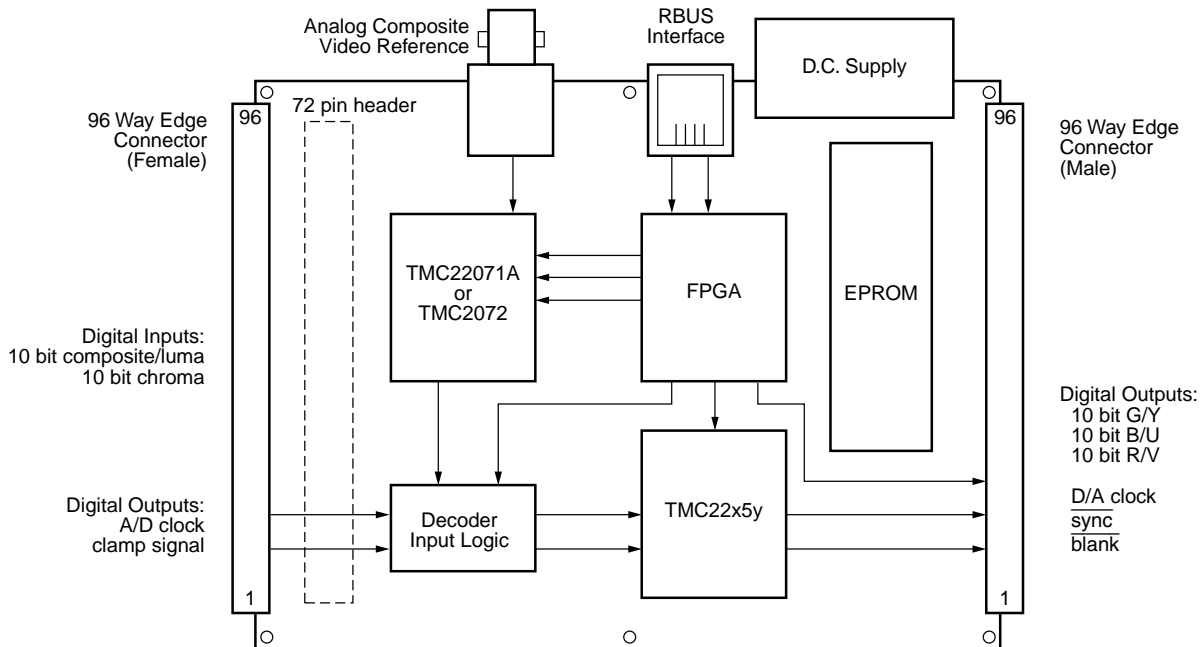 Analog Composite
Video Reference
RBUS
Interface
D.C. Supply
72 pin header
96 Way Edge
Connector
(Female)
96
96
96 Way Edge
Connector
(Male)
TMC22071A
or
TMC2072
FPGA
EPROM
Digital Inputs:
10 bit composite/luma
10 bit chroma
Digital Outputs:
10 bit G/Y
10 bit B/U
10 bit R/V
D/A clock
sync
blank
Digital Outputs:
A/D clock
clamp signal
Decoder
Input Logic
TMC22x5y
1
1